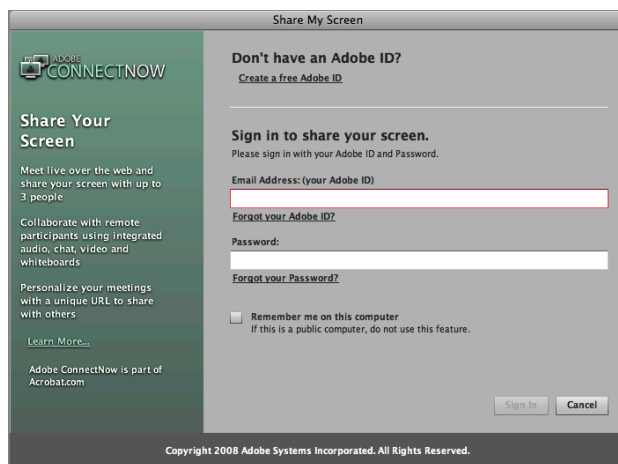 Share My Screen
ADOBE
CONNECTNOW
Share Your
Screen
Meet live over the web and
share your screen with up to
3 people
Collaborate with remote
participants using integrated
audio, chat, video and
whiteboards
Personalize your meetings
with a unique URL to share
with others
Learn More...
Adobe ConnectNow is part of
Acrobat.com
Don't have an Adobe ID?
Create a free Adobe ID
Sign in to share your screen.
Please sign in with your Adobe ID and Password.
Email Address: (your Adobe ID)
Forgot your Adobe ID?
Password:
Forgot your Password?
Remember me on this computer
If this is a public computer, do not use this feature.
Sign In
Cancel
Copyright 2008 Adobe Systems Incorporated. All Rights Reserved.